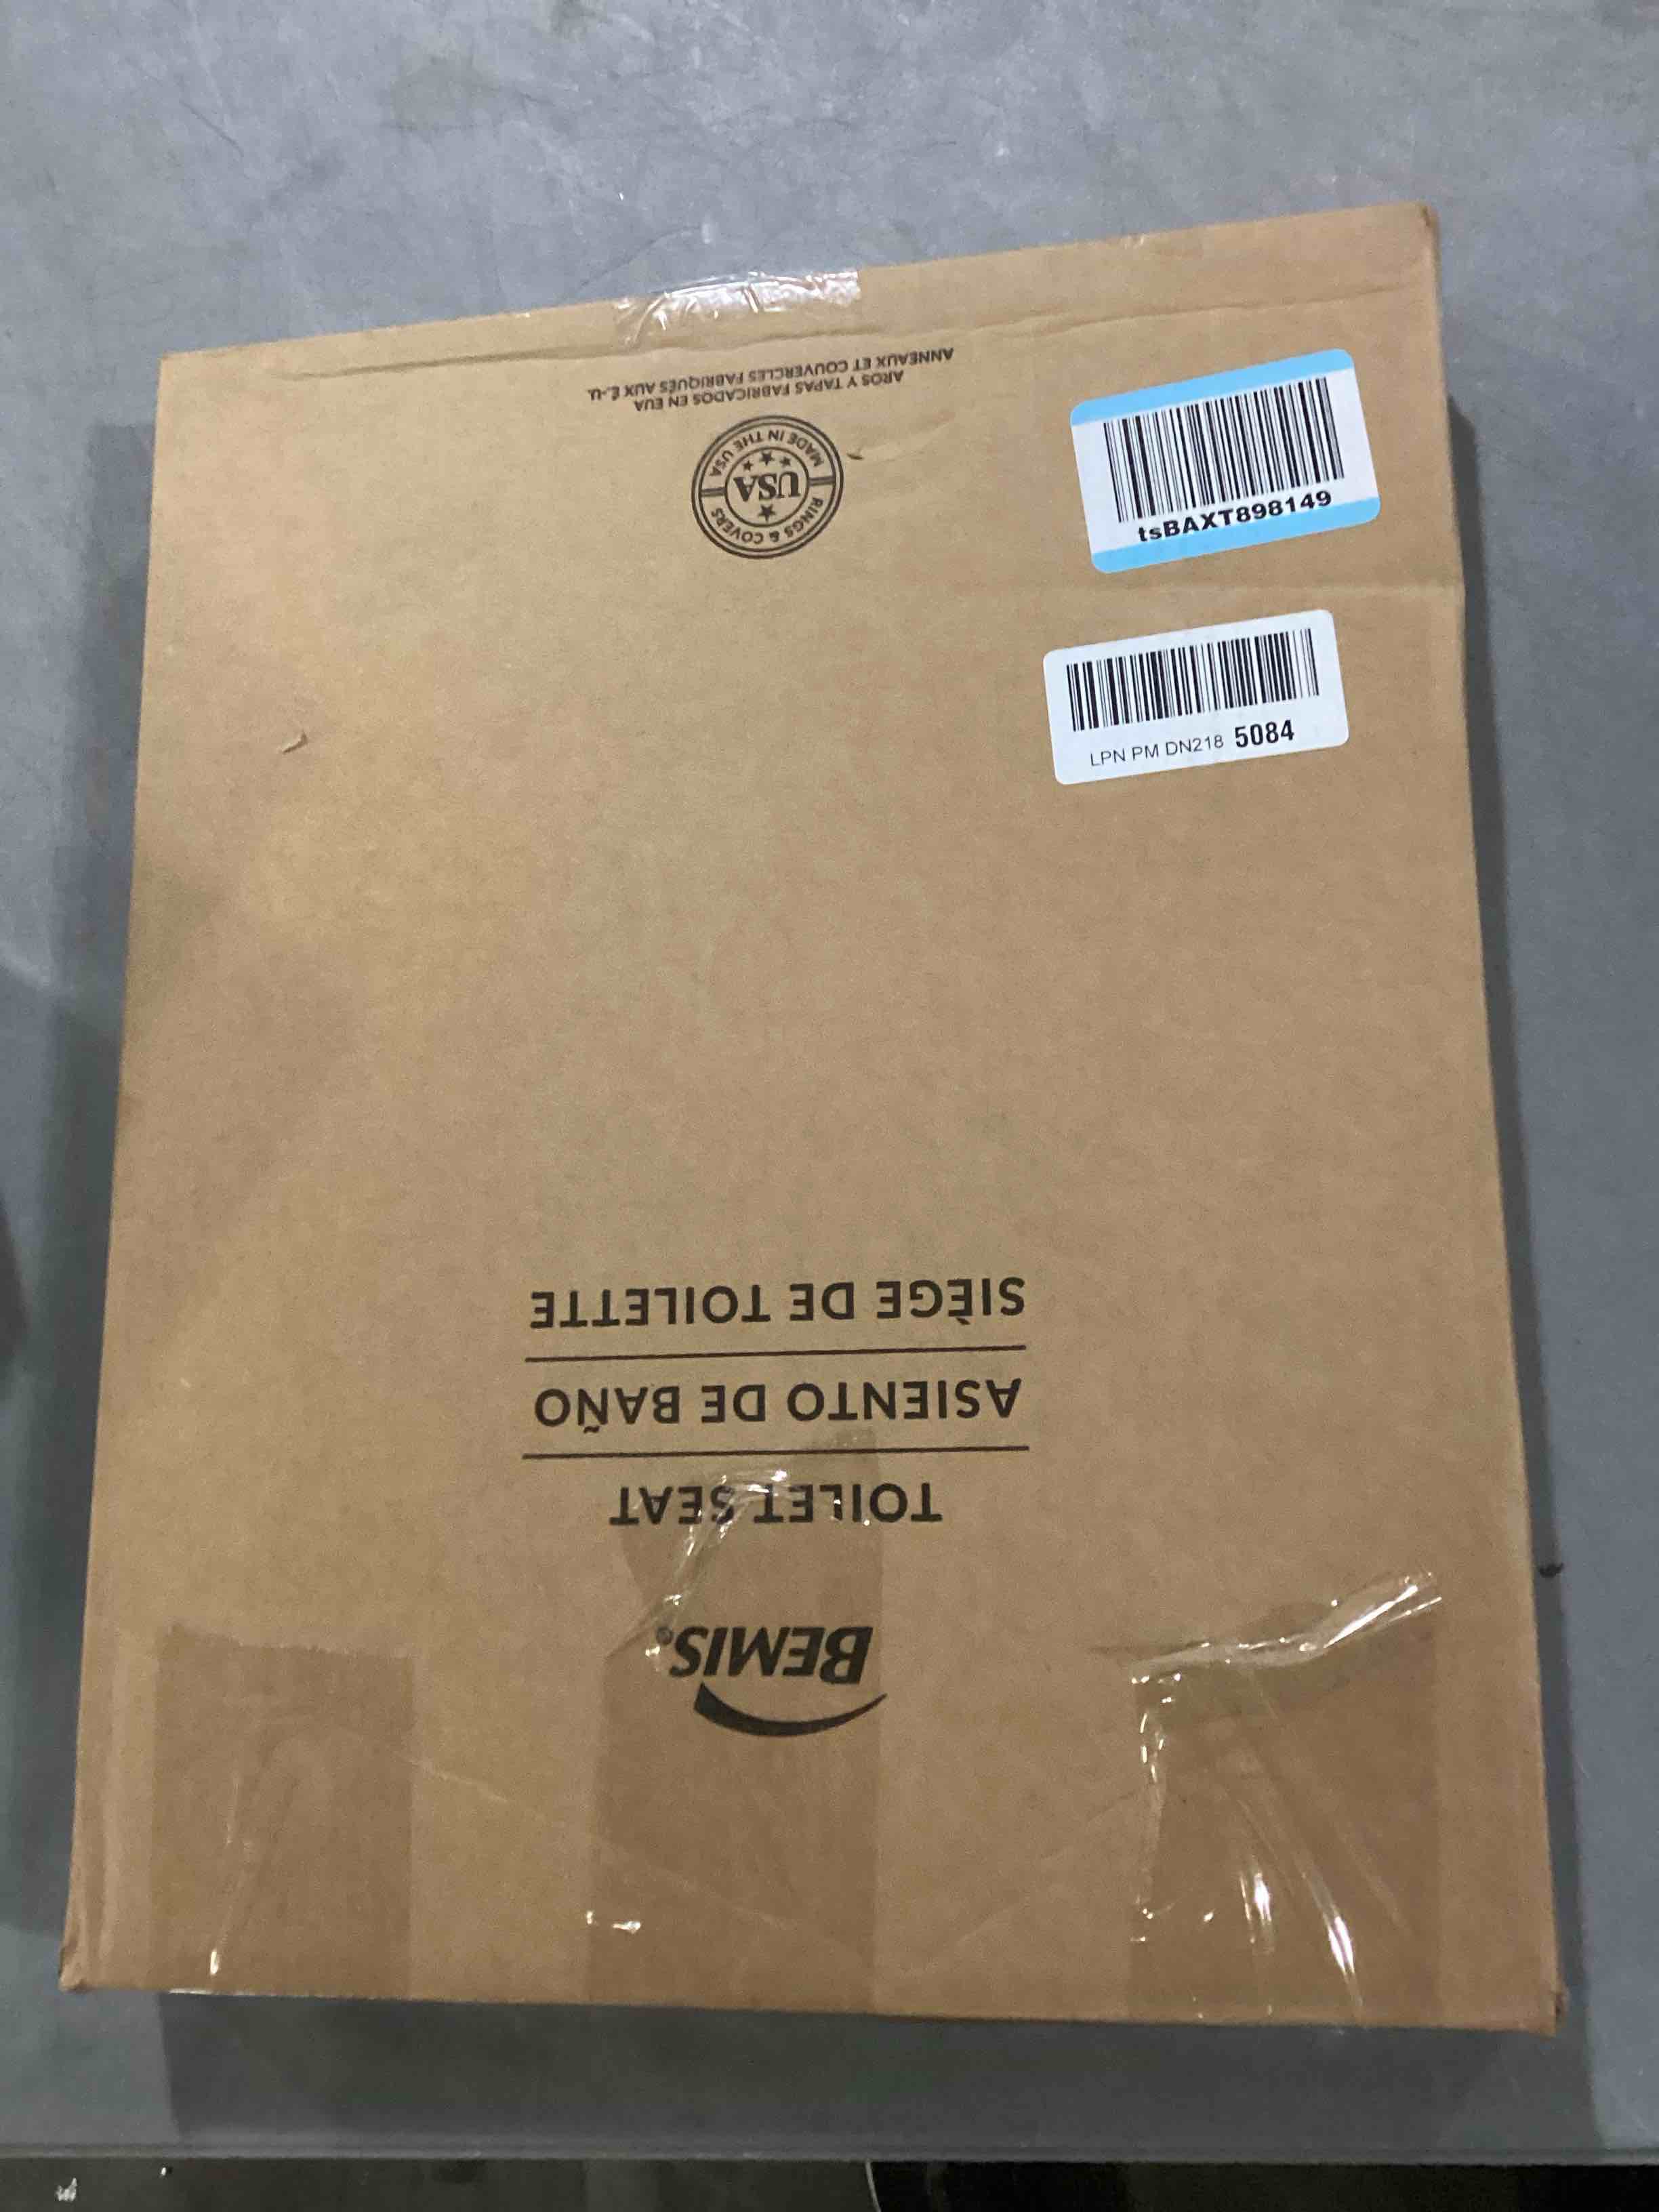 BEMIS®
TOILET SEAT
ASIENTO DE BAÑO
SIÈGE DE TOILETTE
RINGS & COVERS
USA
MADE IN THE USA
AROS Y TAPAS FABRICADOS EN EUA
ANNEAUX ET COUVERCLES FABRIQUÉS AUX É.-U.
tsBAXT898149
LPN PM DN218 5084